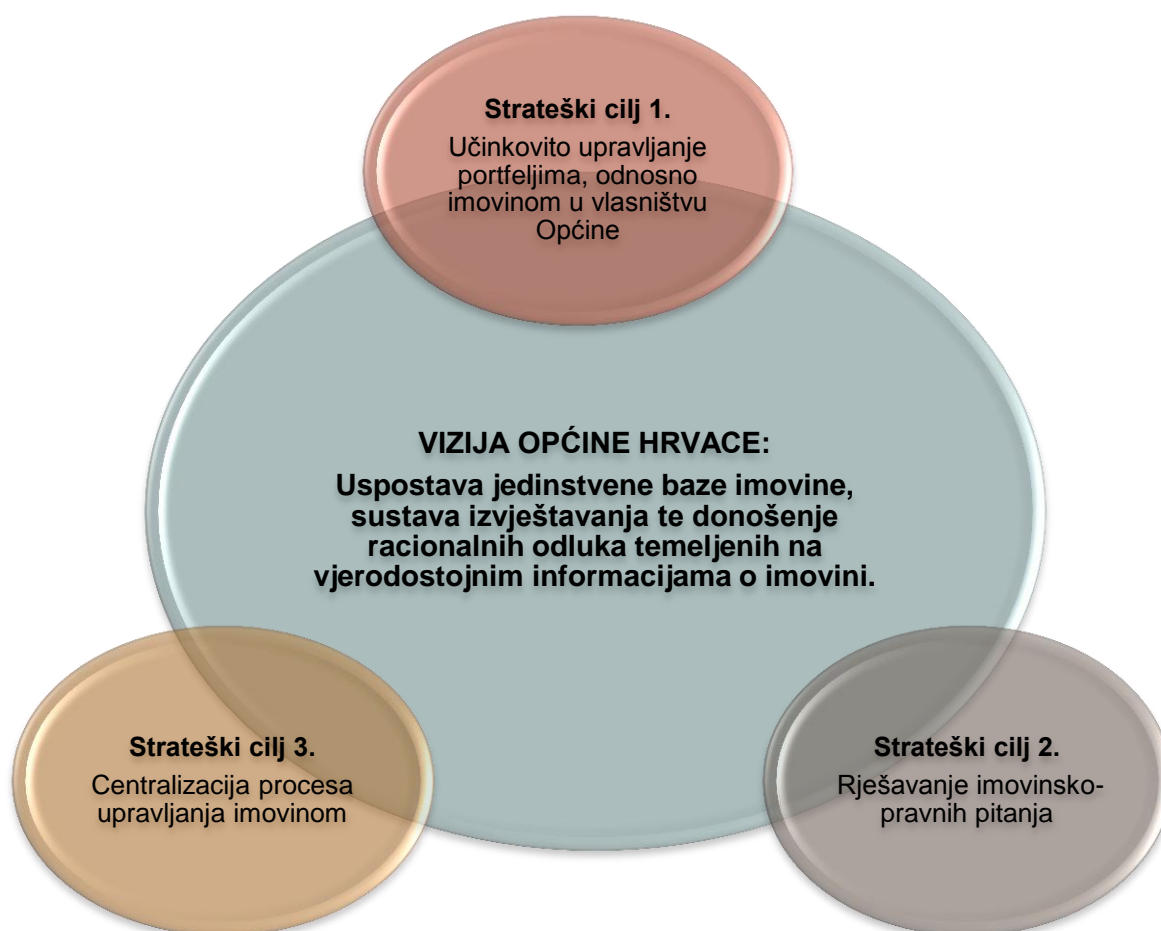 Strateški cilj 1.
Učinkovito upravljanje
portfeljima, odnosno
imovinom u vlasništvu
Općine
VIZIJA OPĆINE HRVACE:
Uspostava jedinstvene baze imovine,
sustava izvještavanja te donošenje
racionalnih odluka temeljenih na
vjerodostojnim informacijama o imovini.
Strateški cilj 3.
Centralizacija procesa
upravljanja imovinom
Strateški cilj 2.
Rješavanje imovinsko-
pravnih pitanja